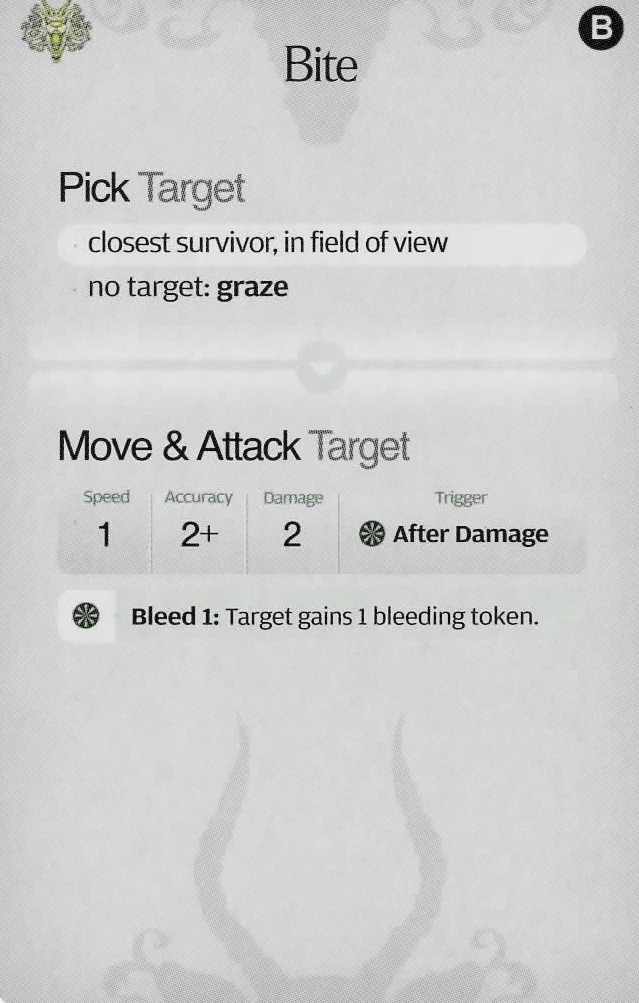 B
Bite
Pick Target
closest survivor, in field of view
no target: graze
Move & Attack Target
Speed Accuracy Damage Trigger
1 2+ 2 After Damage
Bleed 1: Target gains 1 bleeding token.